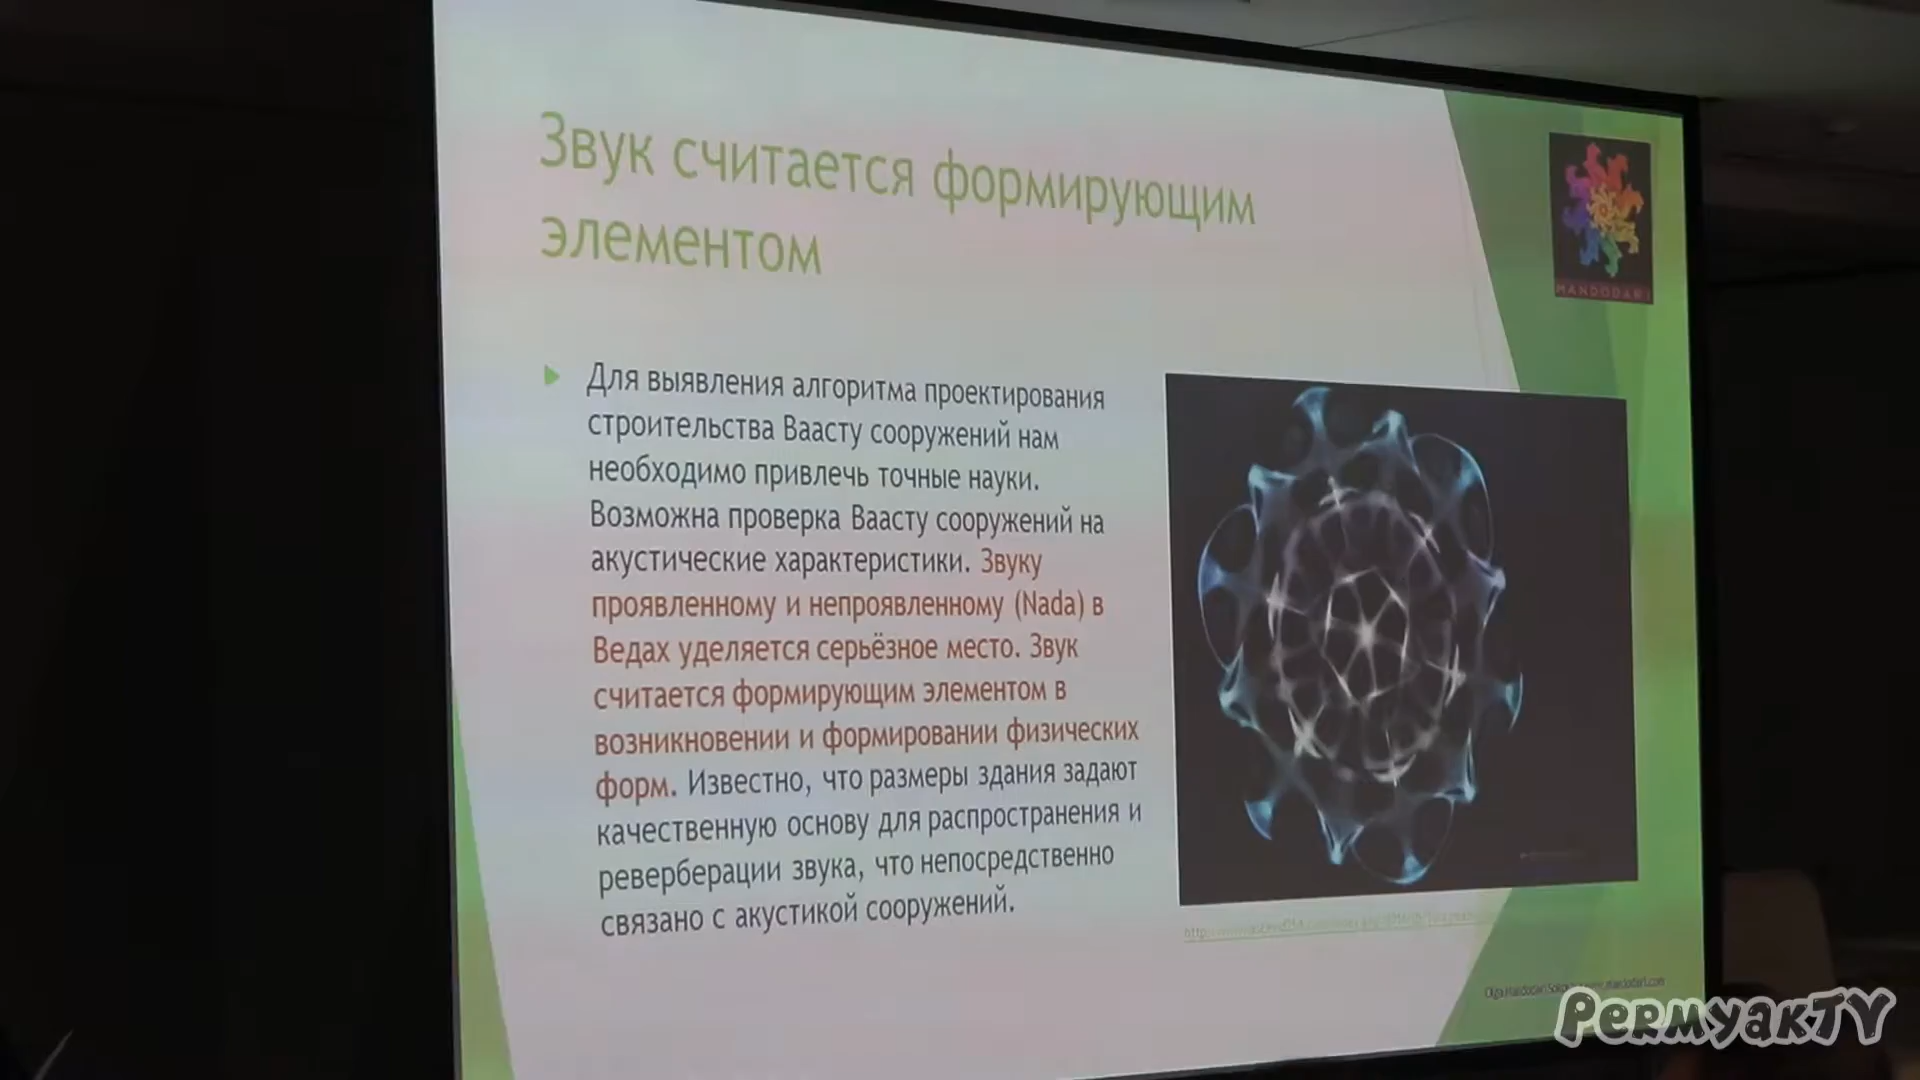 Звук считается формирующим
элементом
MANDODARI
Для выявления алгоритма проектирования
строительства Ваасту сооружений нам
необходимо привлечь точные науки.
Возможна проверка Ваасту сооружений на
акустические характеристики. Звуку
проявленному и непроявленному (Nada) в
Ведах уделяется серьёзное место. Звук
считается формирующим элементом в
возникновении и формировании физических
форм. Известно, что размеры здания задают
качественную основу для распространения и
реверберации звука, что непосредственно
связано с акустикой сооружений.
PermyakTV